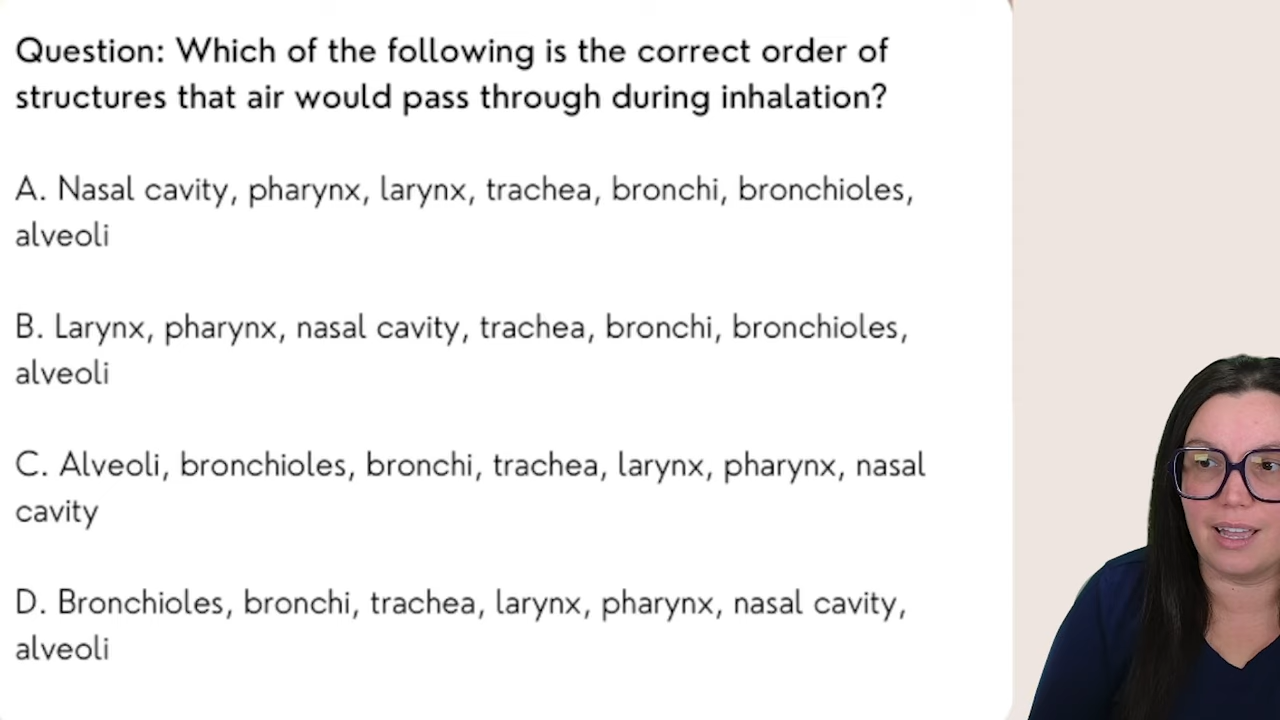 Question: Which of the following is the correct order of
structures that air would pass through during inhalation?
A. Nasal cavity, pharynx, larynx, trachea, bronchi, bronchioles,
alveoli
B. Larynx, pharynx, nasal cavity, trachea, bronchi, bronchioles,
alveoli
C. Alveoli, bronchioles, bronchi, trachea, larynx, pharynx, nasal
cavity
D. Bronchioles, bronchi, trachea, larynx, pharynx, nasal cavity,
alveoli